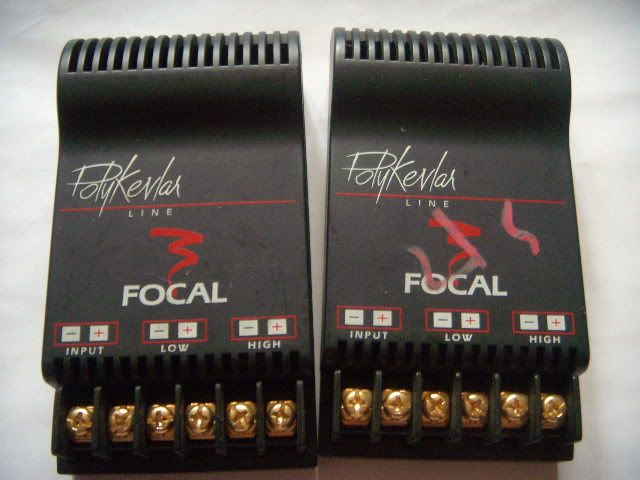 PolyKevlar
LINE
FOCAL
- + - + - +
INPUT LOW HIGH
PolyKevlar
LINE
FOCAL
- + - + - +
INPUT LOW HIGH